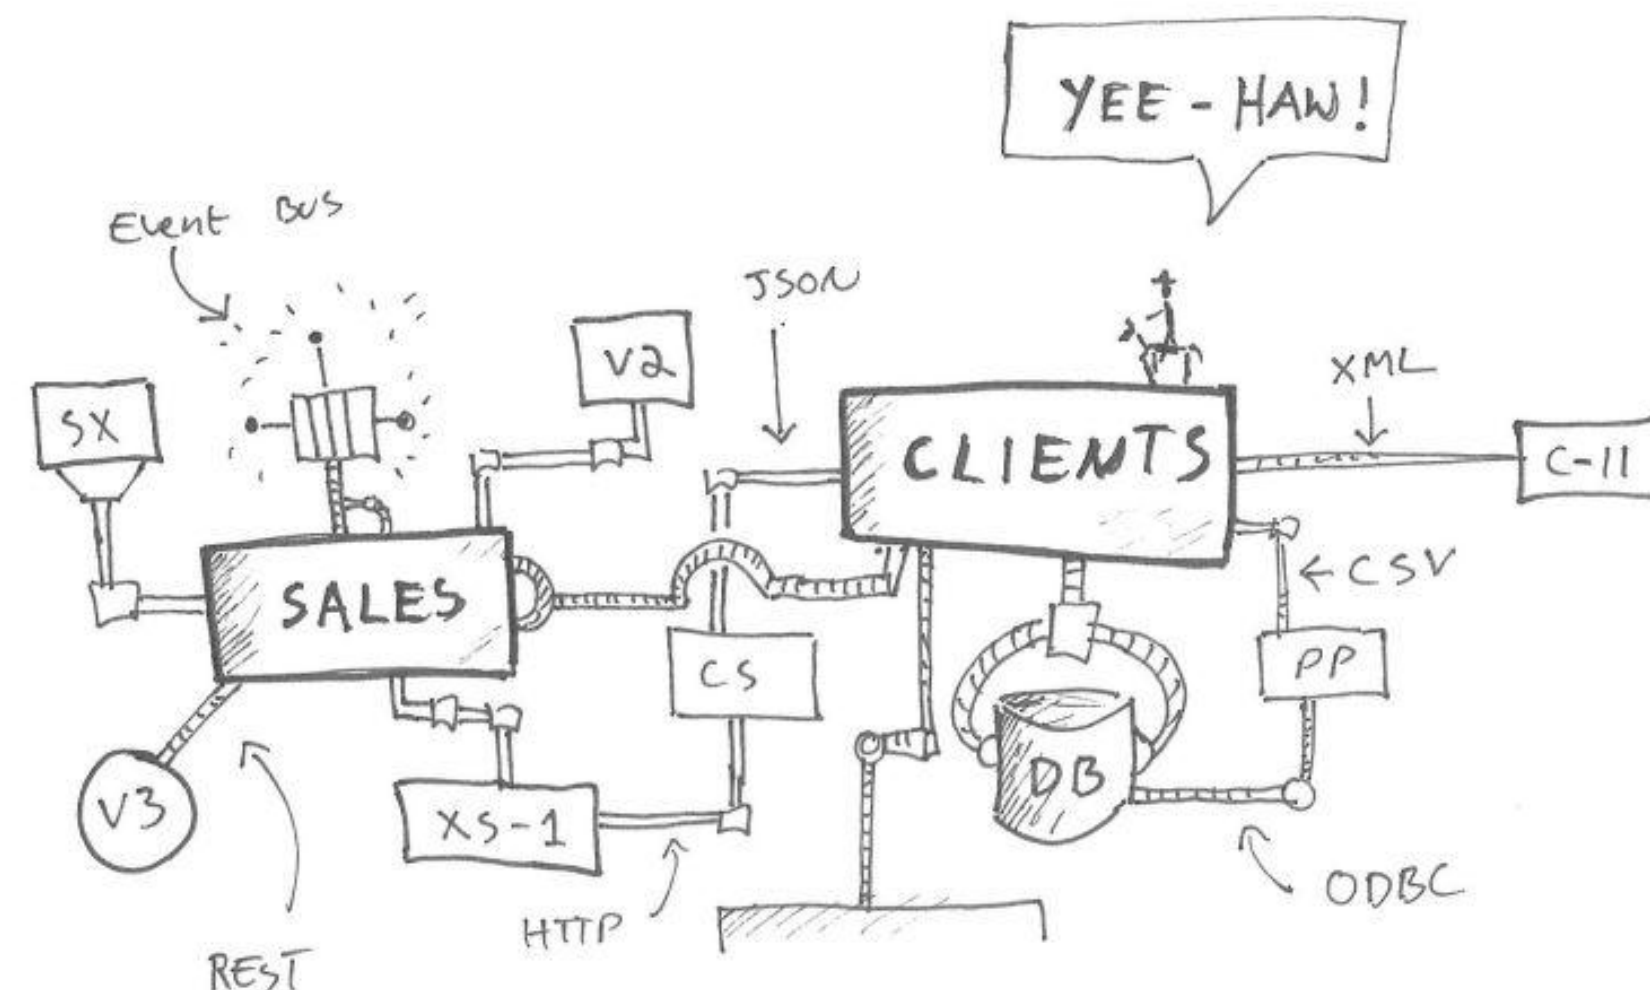 YEE-HAW!
Event BUS
JSON
V2
XML
SX
CLIENTS
C-11
SALES
CSV
CS
PP
DB
V3
XS-1
ODBC
HTTP
REST